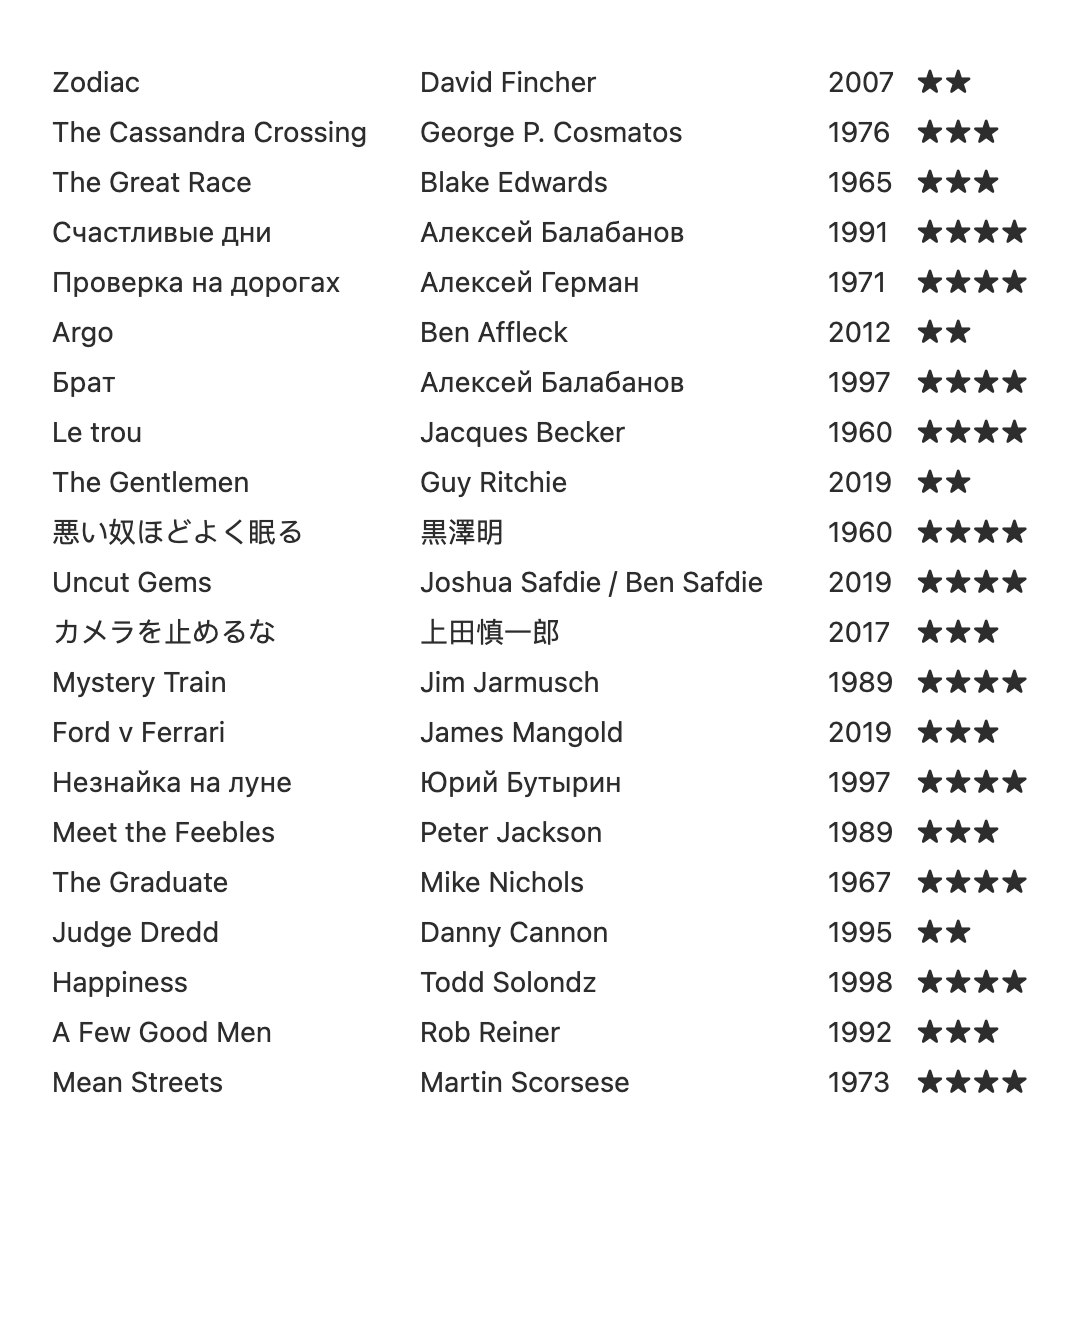 Zodiac David Fincher 2007 ★★
The Cassandra Crossing George P. Cosmatos 1976 ★★★
The Great Race Blake Edwards 1965 ★★★
Счастливые дни Алексей Балабанов 1991 ★★★★
Проверка на дорогах Алексей Герман 1971 ★★★★
Argo Ben Affleck 2012 ★★
Брат Алексей Балабанов 1997 ★★★★
Le trou Jacques Becker 1960 ★★★★
The Gentlemen Guy Ritchie 2019 ★★
悪い奴ほどよく眠る 黒澤明 1960 ★★★★
Uncut Gems Joshua Safdie / Ben Safdie 2019 ★★★★
カメラを止めるな 上田慎一郎 2017 ★★★
Mystery Train Jim Jarmusch 1989 ★★★★
Ford v Ferrari James Mangold 2019 ★★★
Незнайка на луне Юрий Бутырин 1997 ★★★★
Meet the Feebles Peter Jackson 1989 ★★★
The Graduate Mike Nichols 1967 ★★★★
Judge Dredd Danny Cannon 1995 ★★
Happiness Todd Solondz 1998 ★★★★
A Few Good Men Rob Reiner 1992 ★★★
Mean Streets Martin Scorsese 1973 ★★★★